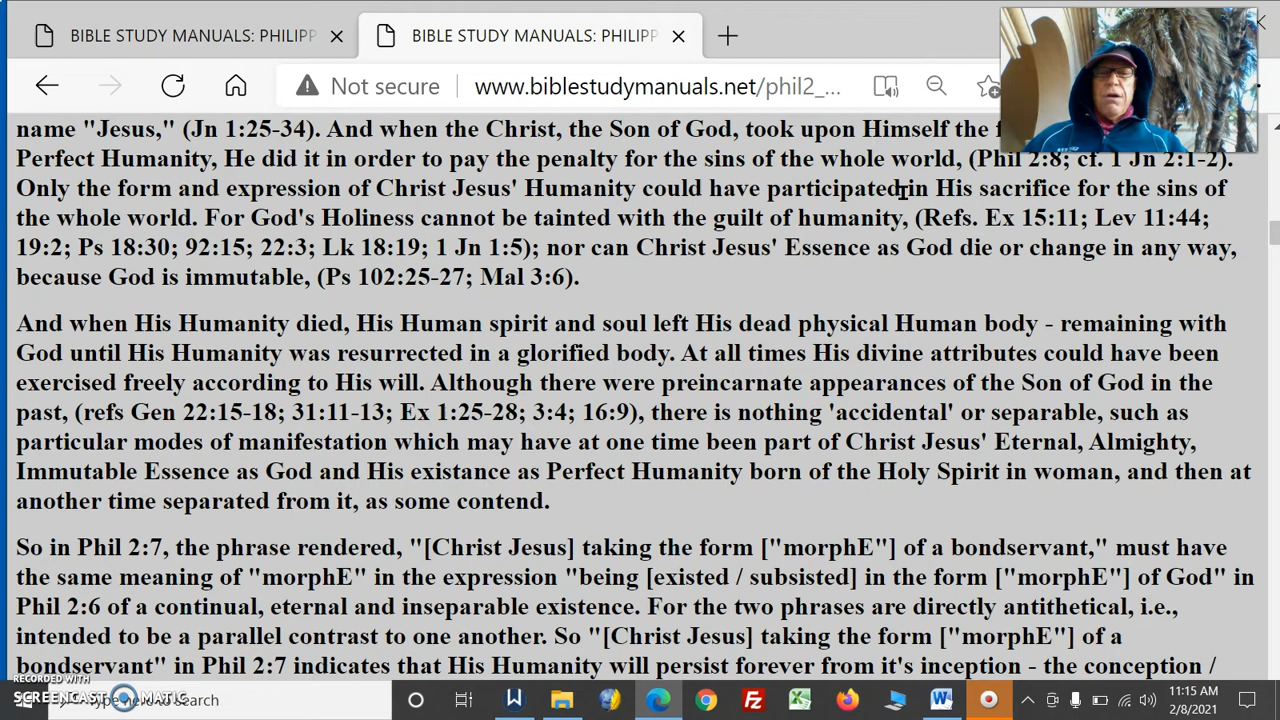 BIBLE STUDY MANUALS: PHILIPP
BIBLE STUDY MANUALS: PHILIPP
Not secure
www.biblestudymanuals.net/phil2_...
name "Jesus," (Jn 1:25-34). And when the Christ, the Son of God, took upon Himself the
Perfect Humanity, He did it in order to pay the penalty for the sins of the whole world, (Phil 2:8; cf. 1 Jn 2:1-2).
Only the form and expression of Christ Jesus' Humanity could have participated in His sacrifice for the sins of
the whole world. For God's Holiness cannot be tainted with the guilt of humanity, (Refs. Ex 15:11; Lev 11:44;
19:2; Ps 18:30; 92:15; 22:3; Lk 18:19; 1 Jn 1:5); nor can Christ Jesus' Essence as God die or change in any way,
because God is immutable, (Ps 102:25-27; Mal 3:6).
And when His Humanity died, His Human spirit and soul left His dead physical Human body - remaining with
God until His Humanity was resurrected in a glorified body. At all times His divine attributes could have been
exercised freely according to His will. Although there were preincarnate appearances of the Son of God in the
past, (refs Gen 22:15-18; 31:11-13; Ex 1:25-28; 3:4; 16:9), there is nothing 'accidental' or separable, such as
particular modes of manifestation which may have at one time been part of Christ Jesus' Eternal, Almighty,
Immutable Essence as God and His existance as Perfect Humanity born of the Holy Spirit in woman, and then at
another time separated from it, as some contend.
So in Phil 2:7, the phrase rendered, "[Christ Jesus] taking the form ["morphE"] of a bondservant," must have
the same meaning of "morphE" in the expression "being [existed / subsisted] in the form ["morphE"] of God" in
Phil 2:6 of a continual, eternal and inseparable existence. For the two phrases are directly antithetical, i.e.,
intended to be a parallel contrast to one another. So "[Christ Jesus] taking the form ["morphE"] of a
bondservant" in Phil 2:7 indicates that His Humanity will persist forever from it's inception - the conception /
RECORDED WITH
SCREENCAST MATIC
Type here to search
11:15 AM
2/8/2021